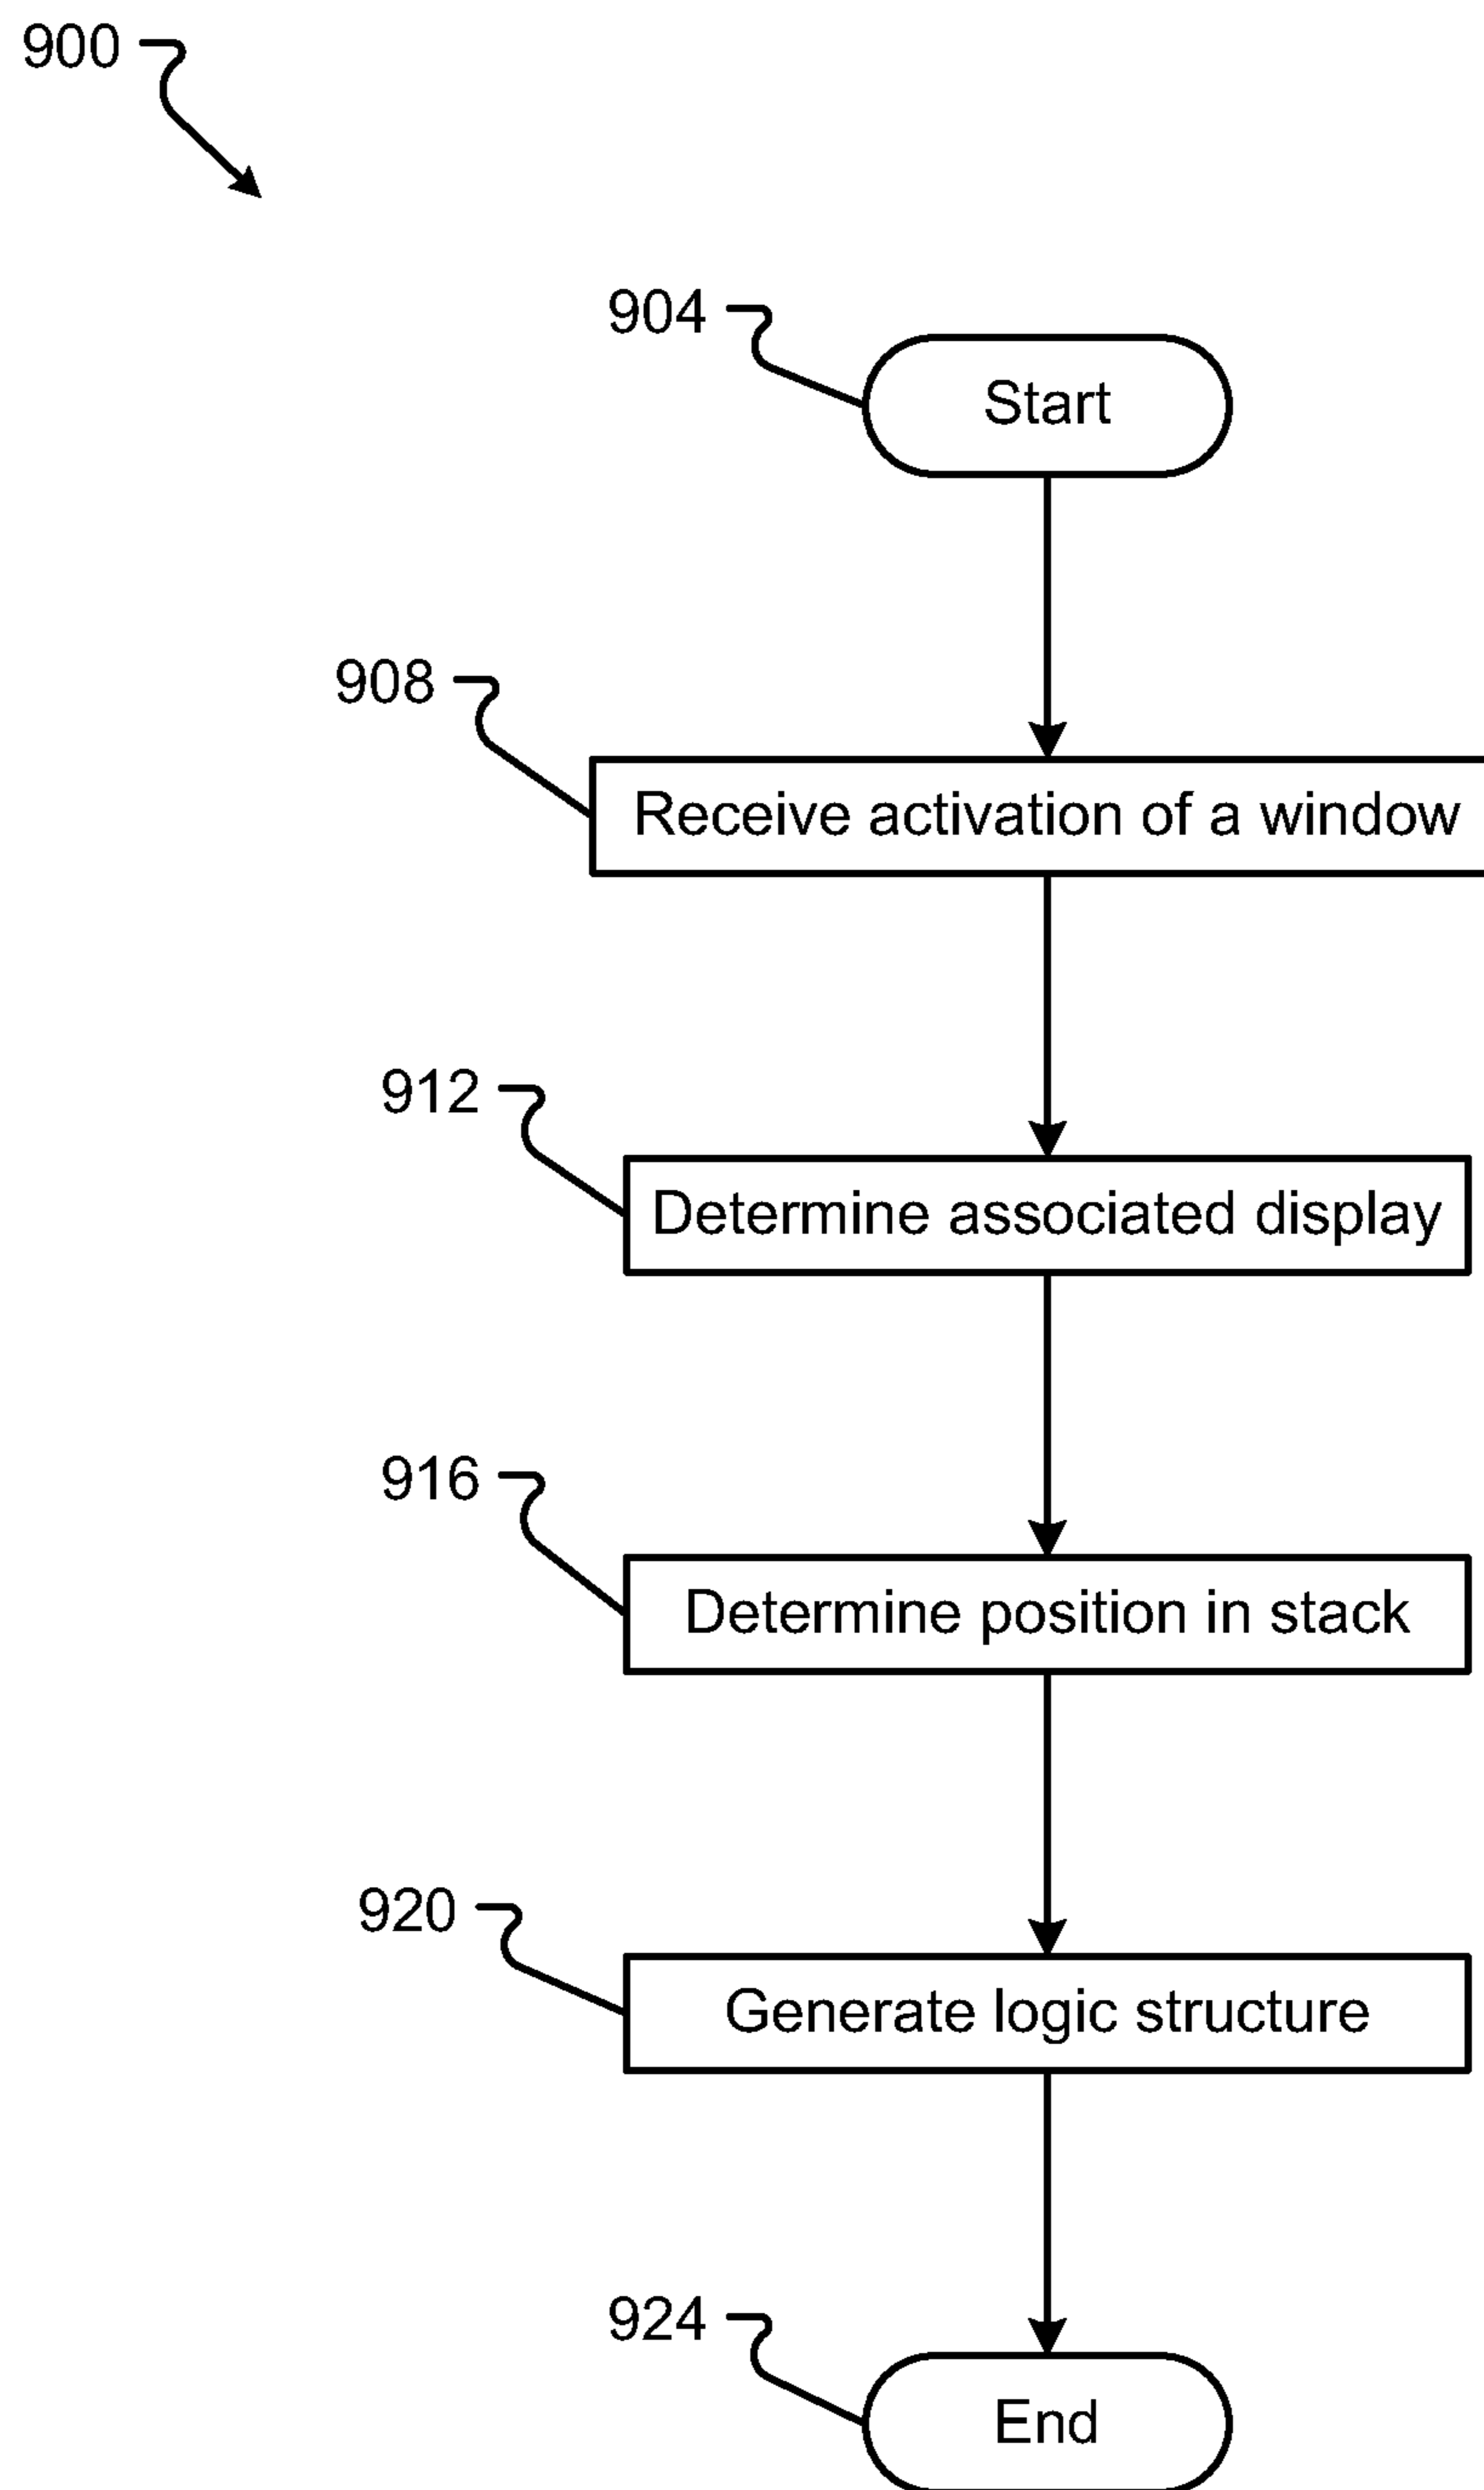 900
904
Start
908
Receive activation of a window
912
Determine associated display
916
Determine position in stack
920
Generate logic structure
924
End